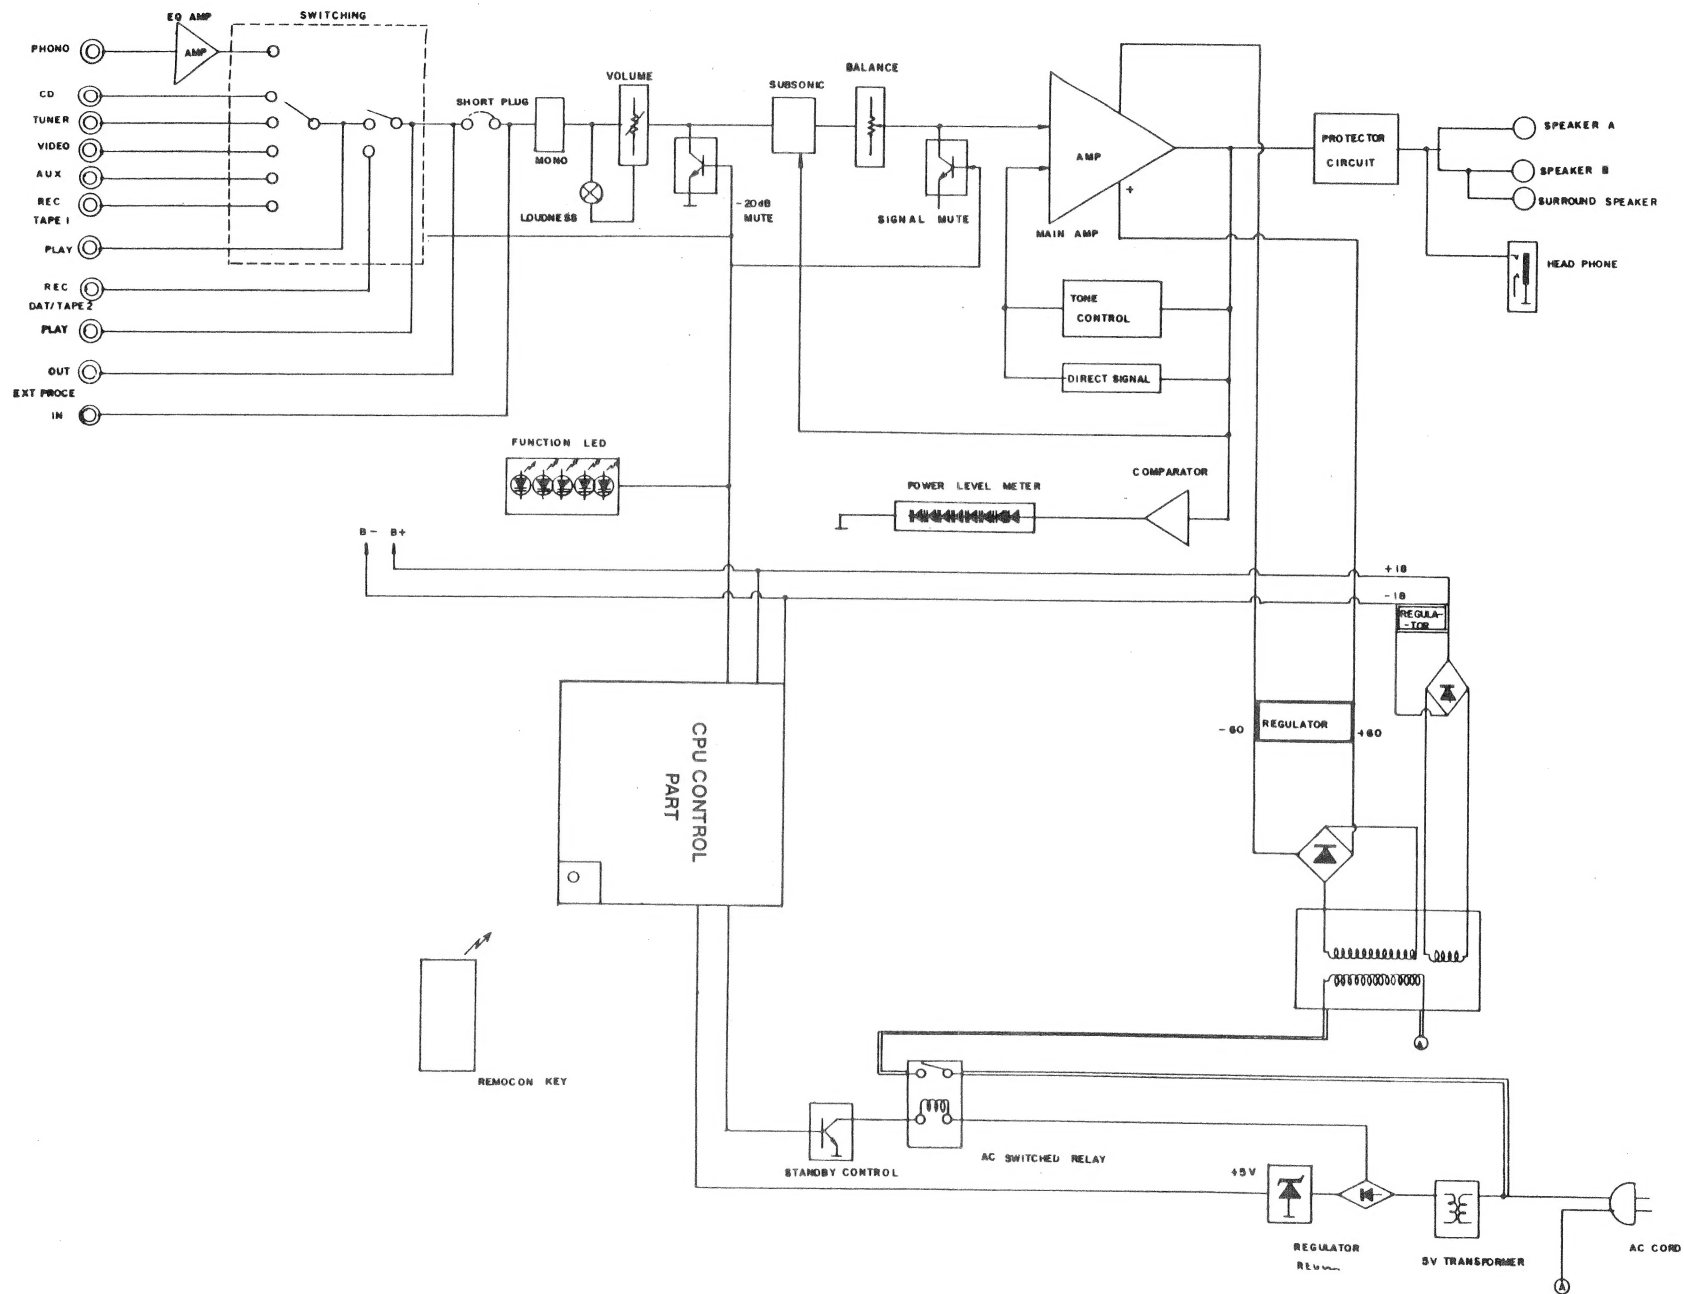 EQ AMP
SWITCHING
PHONO
AMP
CD
TUNER
VIDEO
AUX
REC
TAPE 1
PLAY
REC
DAT/TAPE 2
PLAY
OUT
EXT PROCE
IN
SHORT PLUG
MONO
VOLUME
LOUDNESS
-20dB
MUTE
SUBSONIC
BALANCE
SIGNAL MUTE
AMP
+
MAIN AMP
PROTECTOR
CIRCUIT
SPEAKER A
SPEAKER B
SURROUND SPEAKER
HEAD PHONE
TONE
CONTROL
DIRECT SIGNAL
COMPARATOR
POWER LEVEL METER
FUNCTION LED
B- B+
+18
-18
REGULA-
-TOR
-60
REGULATOR
+60
CPU CONTROL
PART
REMOCON KEY
A
STANDBY CONTROL
AC SWITCHED RELAY
+5V
REGULATOR
5V TRANSFORMER
AC CORD
A